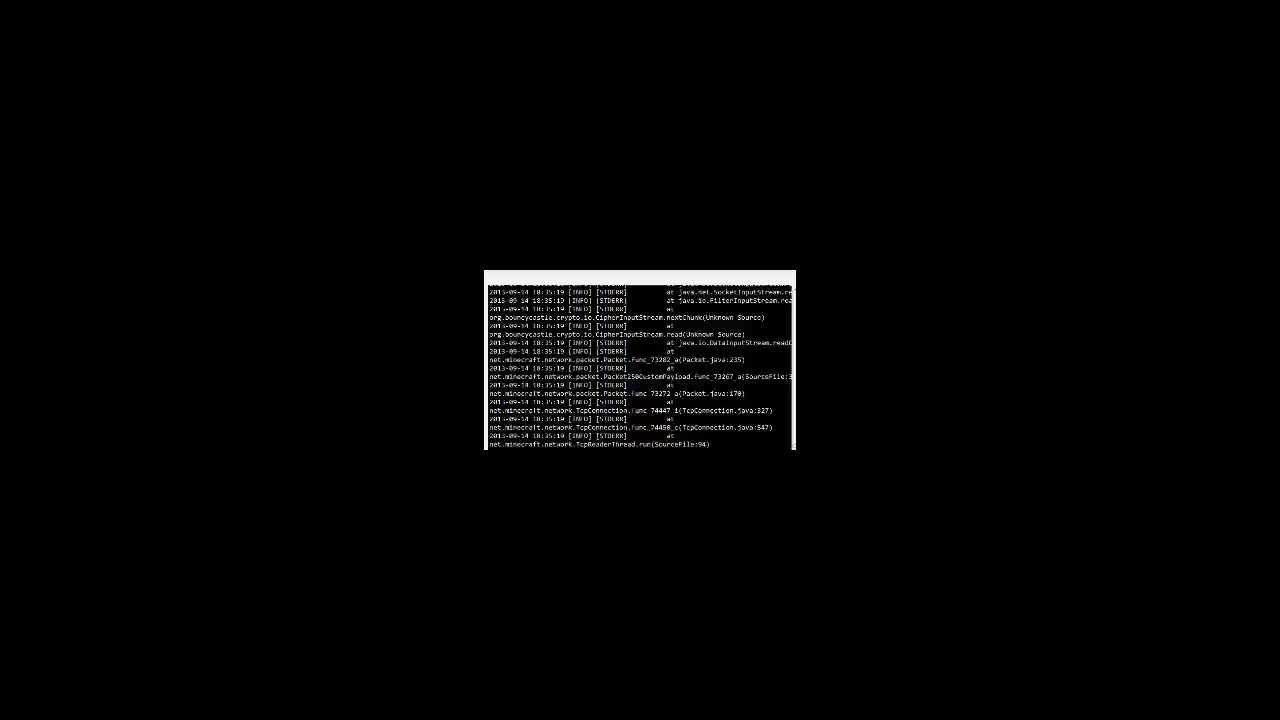 2013-09-14 18:35:19 [INFO] [STDERR] at java.net.SocketInputStream.re
2013-09-14 18:35:19 [INFO] [STDERR] at java.io.FilterInputStream.rea
2013-09-14 18:35:19 [INFO] [STDERR] at
org.bouncycastle.crypto.io.CipherInputStream.nextChunk(Unknown Source)
2013-09-14 18:35:19 [INFO] [STDERR] at
org.bouncycastle.crypto.io.CipherInputStream.read(Unknown Source)
2013-09-14 18:35:19 [INFO] [STDERR] at java.io.DataInputStream.readC
2013-09-14 18:35:19 [INFO] [STDERR] at
net.minecraft.network.packet.Packet.func_73282_a(Packet.java:235)
2013-09-14 18:35:19 [INFO] [STDERR] at
net.minecraft.network.packet.Packet250CustomPayload.func_73267_a(SourceFile:3
2013-09-14 18:35:19 [INFO] [STDERR] at
net.minecraft.network.packet.Packet.func_73272_a(Packet.java:170)
2013-09-14 18:35:19 [INFO] [STDERR] at
net.minecraft.network.TcpConnection.func_74447_i(TcpConnection.java:327)
2013-09-14 18:35:19 [INFO] [STDERR] at
net.minecraft.network.TcpConnection.func_74450_c(TcpConnection.java:547)
2013-09-14 18:35:19 [INFO] [STDERR] at
net.minecraft.network.TcpReaderThread.run(SourceFile:94)